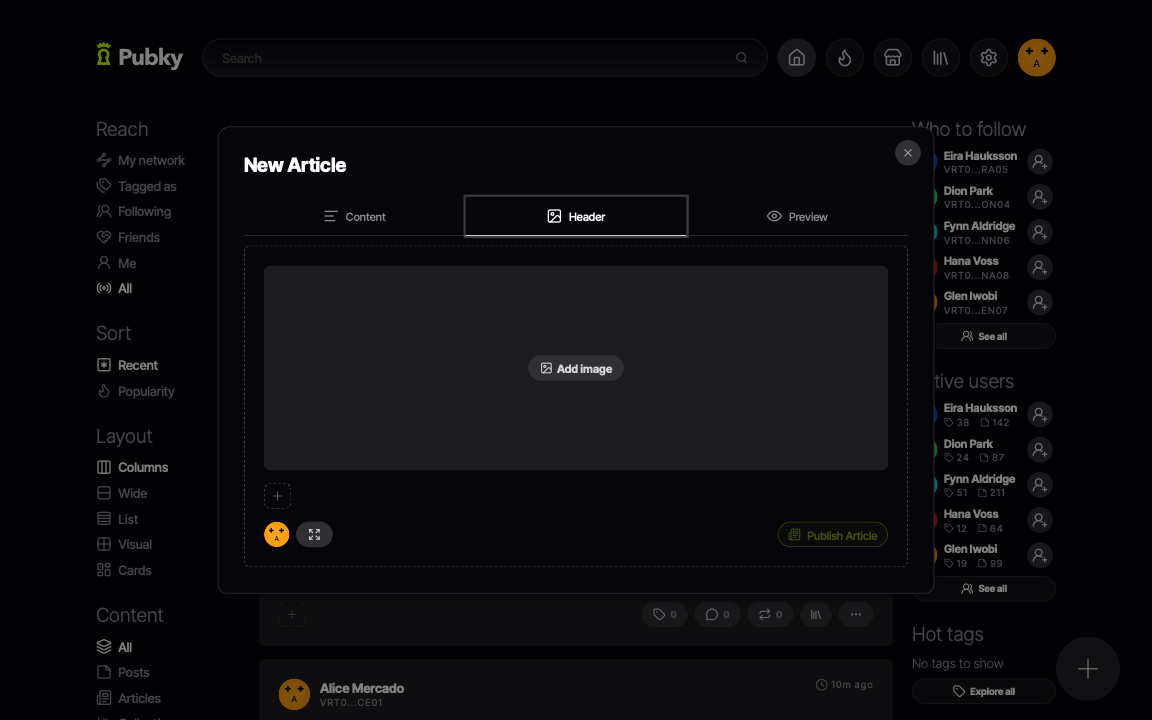 Pubky
Search
A
Reach
My network
Tagged as
Following
Friends
Me
All
Sort
Recent
Popularity
Layout
Columns
Wide
List
Visual
Cards
Content
All
Posts
Articles
New Article
Content
Header
Preview
Add image
A
Publish Article
0
0
0
A
Alice Mercado
VRT0...CE01
10m ago
Who to follow
Eira Hauksson
VRT0...RA05
Dion Park
VRT0...ON04
Fynn Aldridge
VRT0...NN06
Hana Voss
VRT0...NA08
Glen Iwobi
VRT0...EN07
See all
tive users
Eira Hauksson
38 142
Dion Park
24 87
Fynn Aldridge
51 211
Hana Voss
12 64
Glen Iwobi
19 99
See all
Hot tags
No tags to show
Explore all